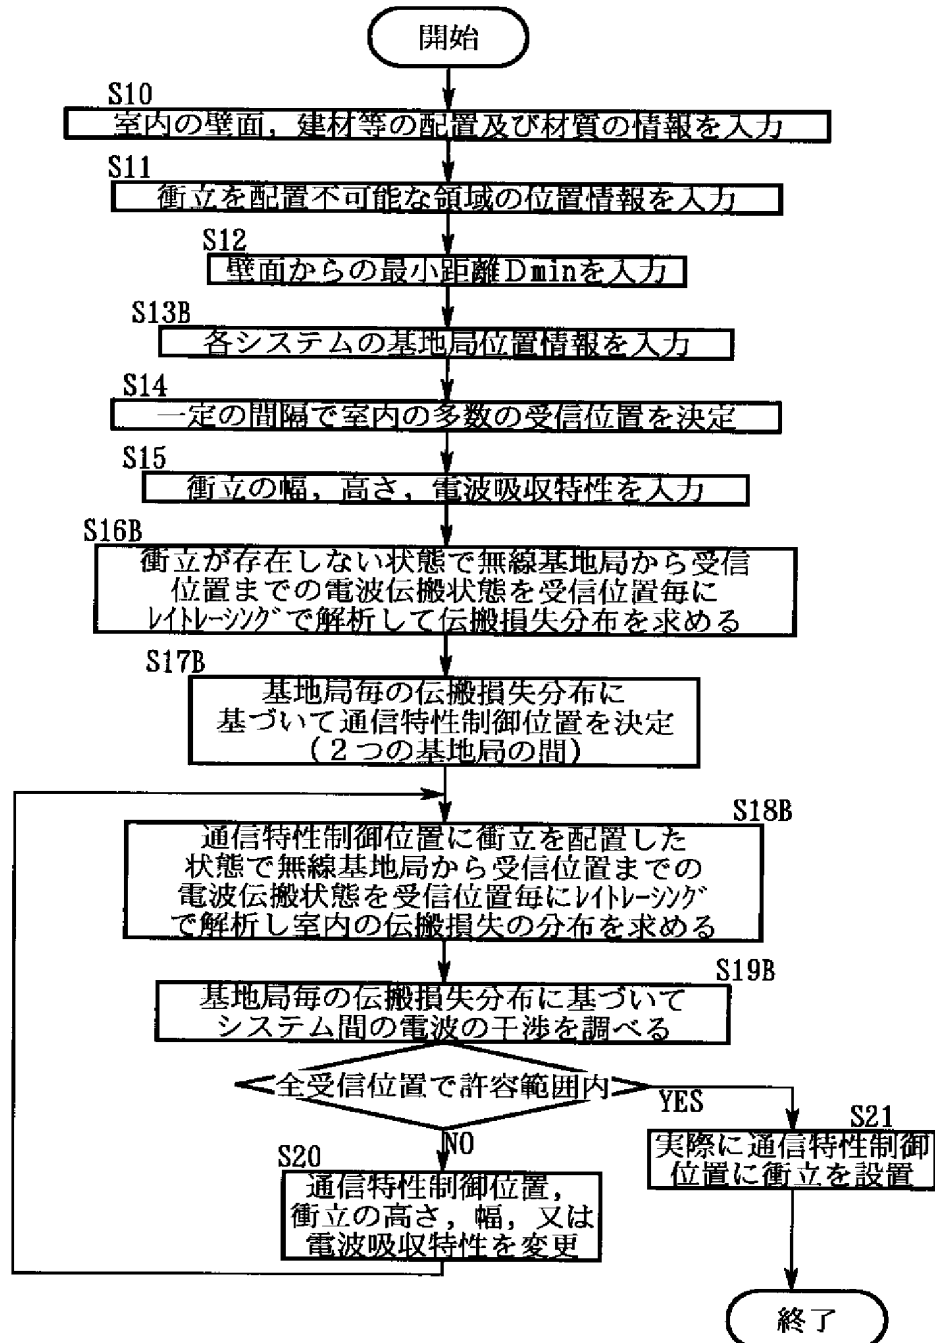 開始
S10
室内の壁面，建材等の配置及び材質の情報を入力
S11
衝立を配置不可能な領域の位置情報を入力
S12
壁面からの最小距離Dminを入力
S13B
各システムの基地局位置情報を入力
S14
一定の間隔で室内の多数の受信位置を決定
S15
衝立の幅，高さ，電波吸収特性を入力
S16B
衝立が存在しない状態で無線基地局から受信
位置までの電波伝搬状態を受信位置毎に
ﾚｲﾄﾚｰｼﾝｸﾞで解析して伝搬損失分布を求める
S17B
基地局毎の伝搬損失分布に
基づいて通信特性制御位置を決定
(２つの基地局の間)
S18B
通信特性制御位置に衝立を配置した
状態で無線基地局から受信位置までの
電波伝搬状態を受信位置毎にﾚｲﾄﾚｰｼﾝｸﾞ
で解析し室内の伝搬損失の分布を求める
S19B
基地局毎の伝搬損失分布に基づいて
システム間の電波の干渉を調べる
全受信位置で許容範囲内
YES
NO
S20
通信特性制御位置，
衝立の高さ，幅，又は
電波吸収特性を変更
S21
実際に通信特性制御
位置に衝立を設置
終了